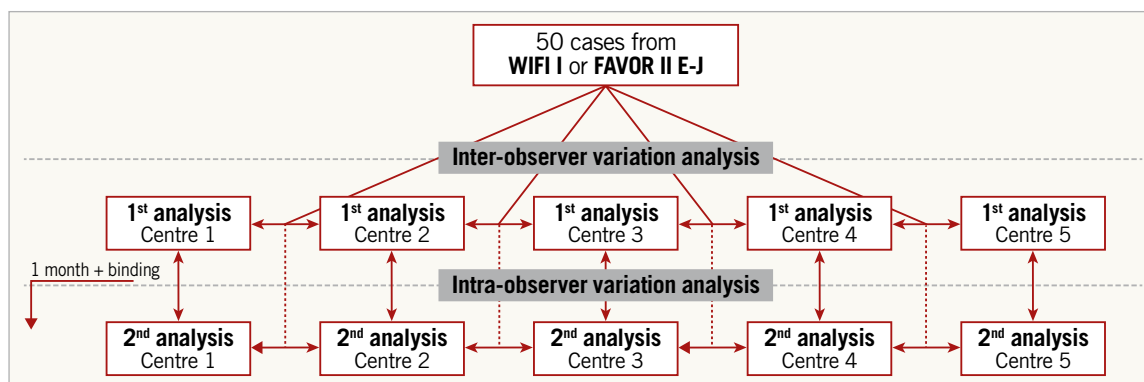 50 cases from
WIFI I or FAVOR II E-J
Inter-observer variation analysis
1st analysis
Centre 1
1st analysis
Centre 2
1st analysis
Centre 3
1st analysis
Centre 4
1st analysis
Centre 5
1 month + binding
Intra-observer variation analysis
2nd analysis
Centre 1
2nd analysis
Centre 2
2nd analysis
Centre 3
2nd analysis
Centre 4
2nd analysis
Centre 5